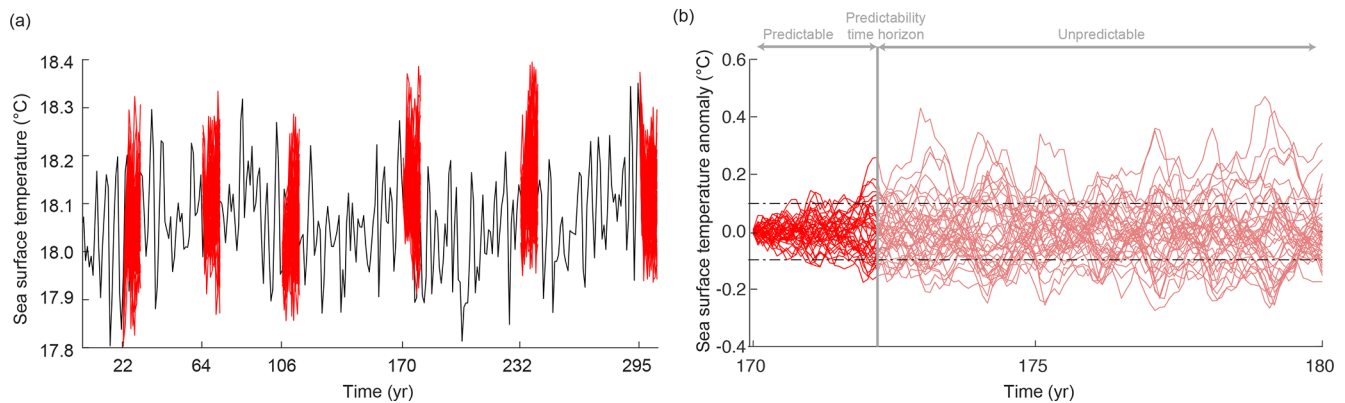 (a)
Sea surface temperature (°C)
18.4
18.3
18.2
18.1
18.0
17.9
17.8
22
64
106
170
232
295
Time (yr)
(b)
Predictability
Predictable
time horizon
Unpredictable
Sea surface temperature anomaly (°C)
0.6
0.4
0.2
0.0
-0.2
-0.4
170
175
180
Time (yr)